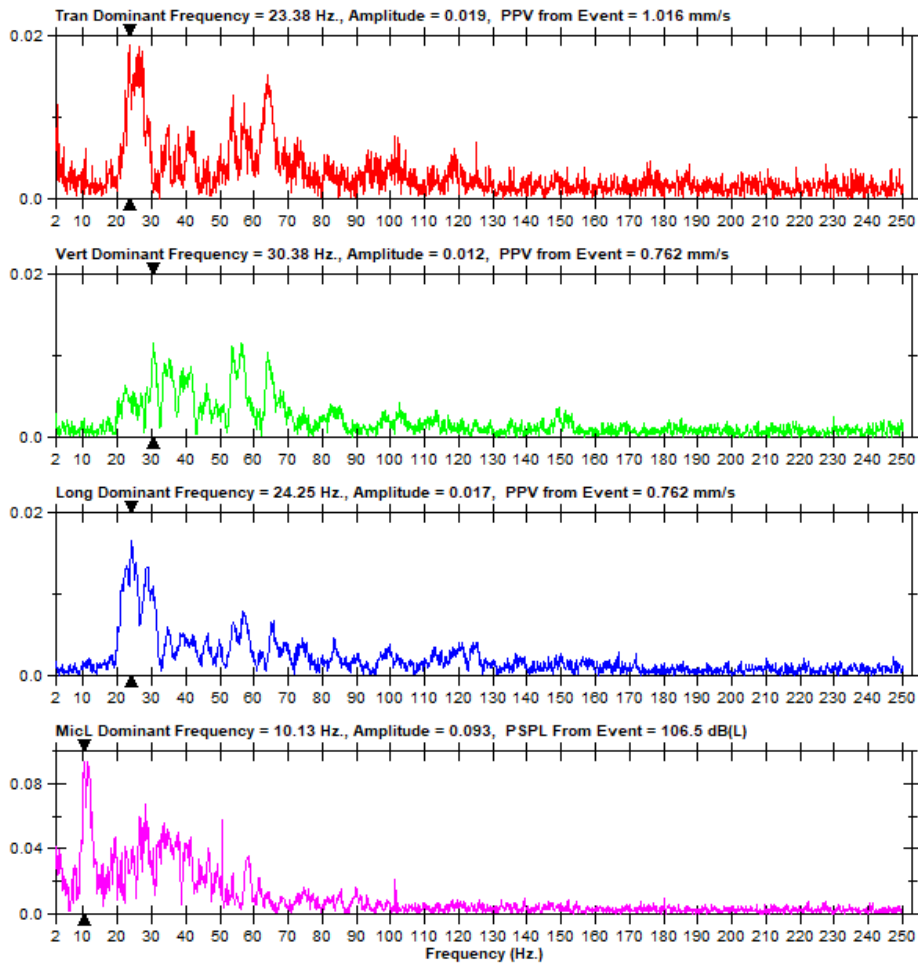 Tran Dominant Frequency = 23.38 Hz., Amplitude = 0.019, PPV from Event = 1.016 mm/s
0.02
0.0
2 10 20 30 40 50 60 70 80 90 100 110 120 130 140 150 160 170 180 190 200 210 220 230 240 250
Vert Dominant Frequency = 30.38 Hz., Amplitude = 0.012, PPV from Event = 0.762 mm/s
0.02
0.0
2 10 20 30 40 50 60 70 80 90 100 110 120 130 140 150 160 170 180 190 200 210 220 230 240 250
Long Dominant Frequency = 24.25 Hz., Amplitude = 0.017, PPV from Event = 0.762 mm/s
0.02
0.0
2 10 20 30 40 50 60 70 80 90 100 110 120 130 140 150 160 170 180 190 200 210 220 230 240 250
MicL Dominant Frequency = 10.13 Hz., Amplitude = 0.093, PSPL From Event = 106.5 dB(L)
0.08
0.04
0.0
2 10 20 30 40 50 60 70 80 90 100 110 120 130 140 150 160 170 180 190 200 210 220 230 240 250
Frequency (Hz.)